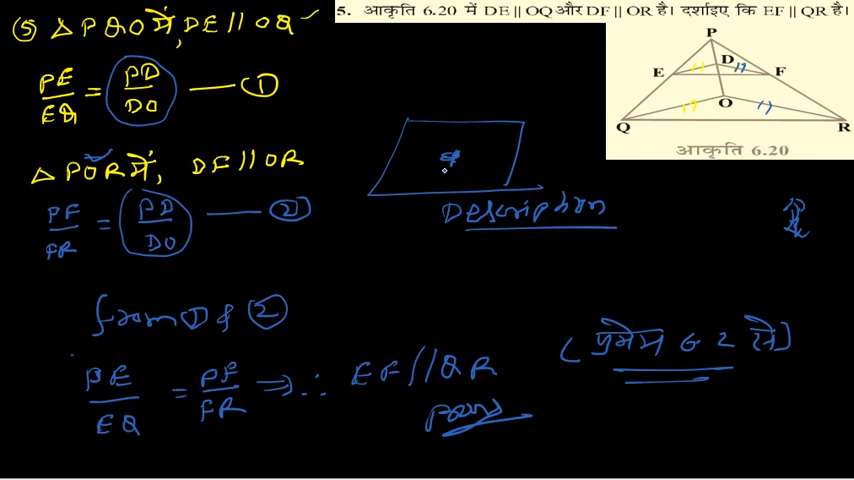 5. आकृति 6.20 में DE || OQ और DF || OR है। दर्शाइए कि EF || QR है।
P
D
E
F
O
Q
R
आकृति 6.20
(5) △PQO में, DE // OQ
PE/EQ = PD/DO — (1)
△POR में, DF // OR
PF/FR = PD/DO — (2)
Description
from (1) & (2)
PE/EQ = PF/FR ⇒ ∴ EF // QR
(प्रमेय 6.2 से)